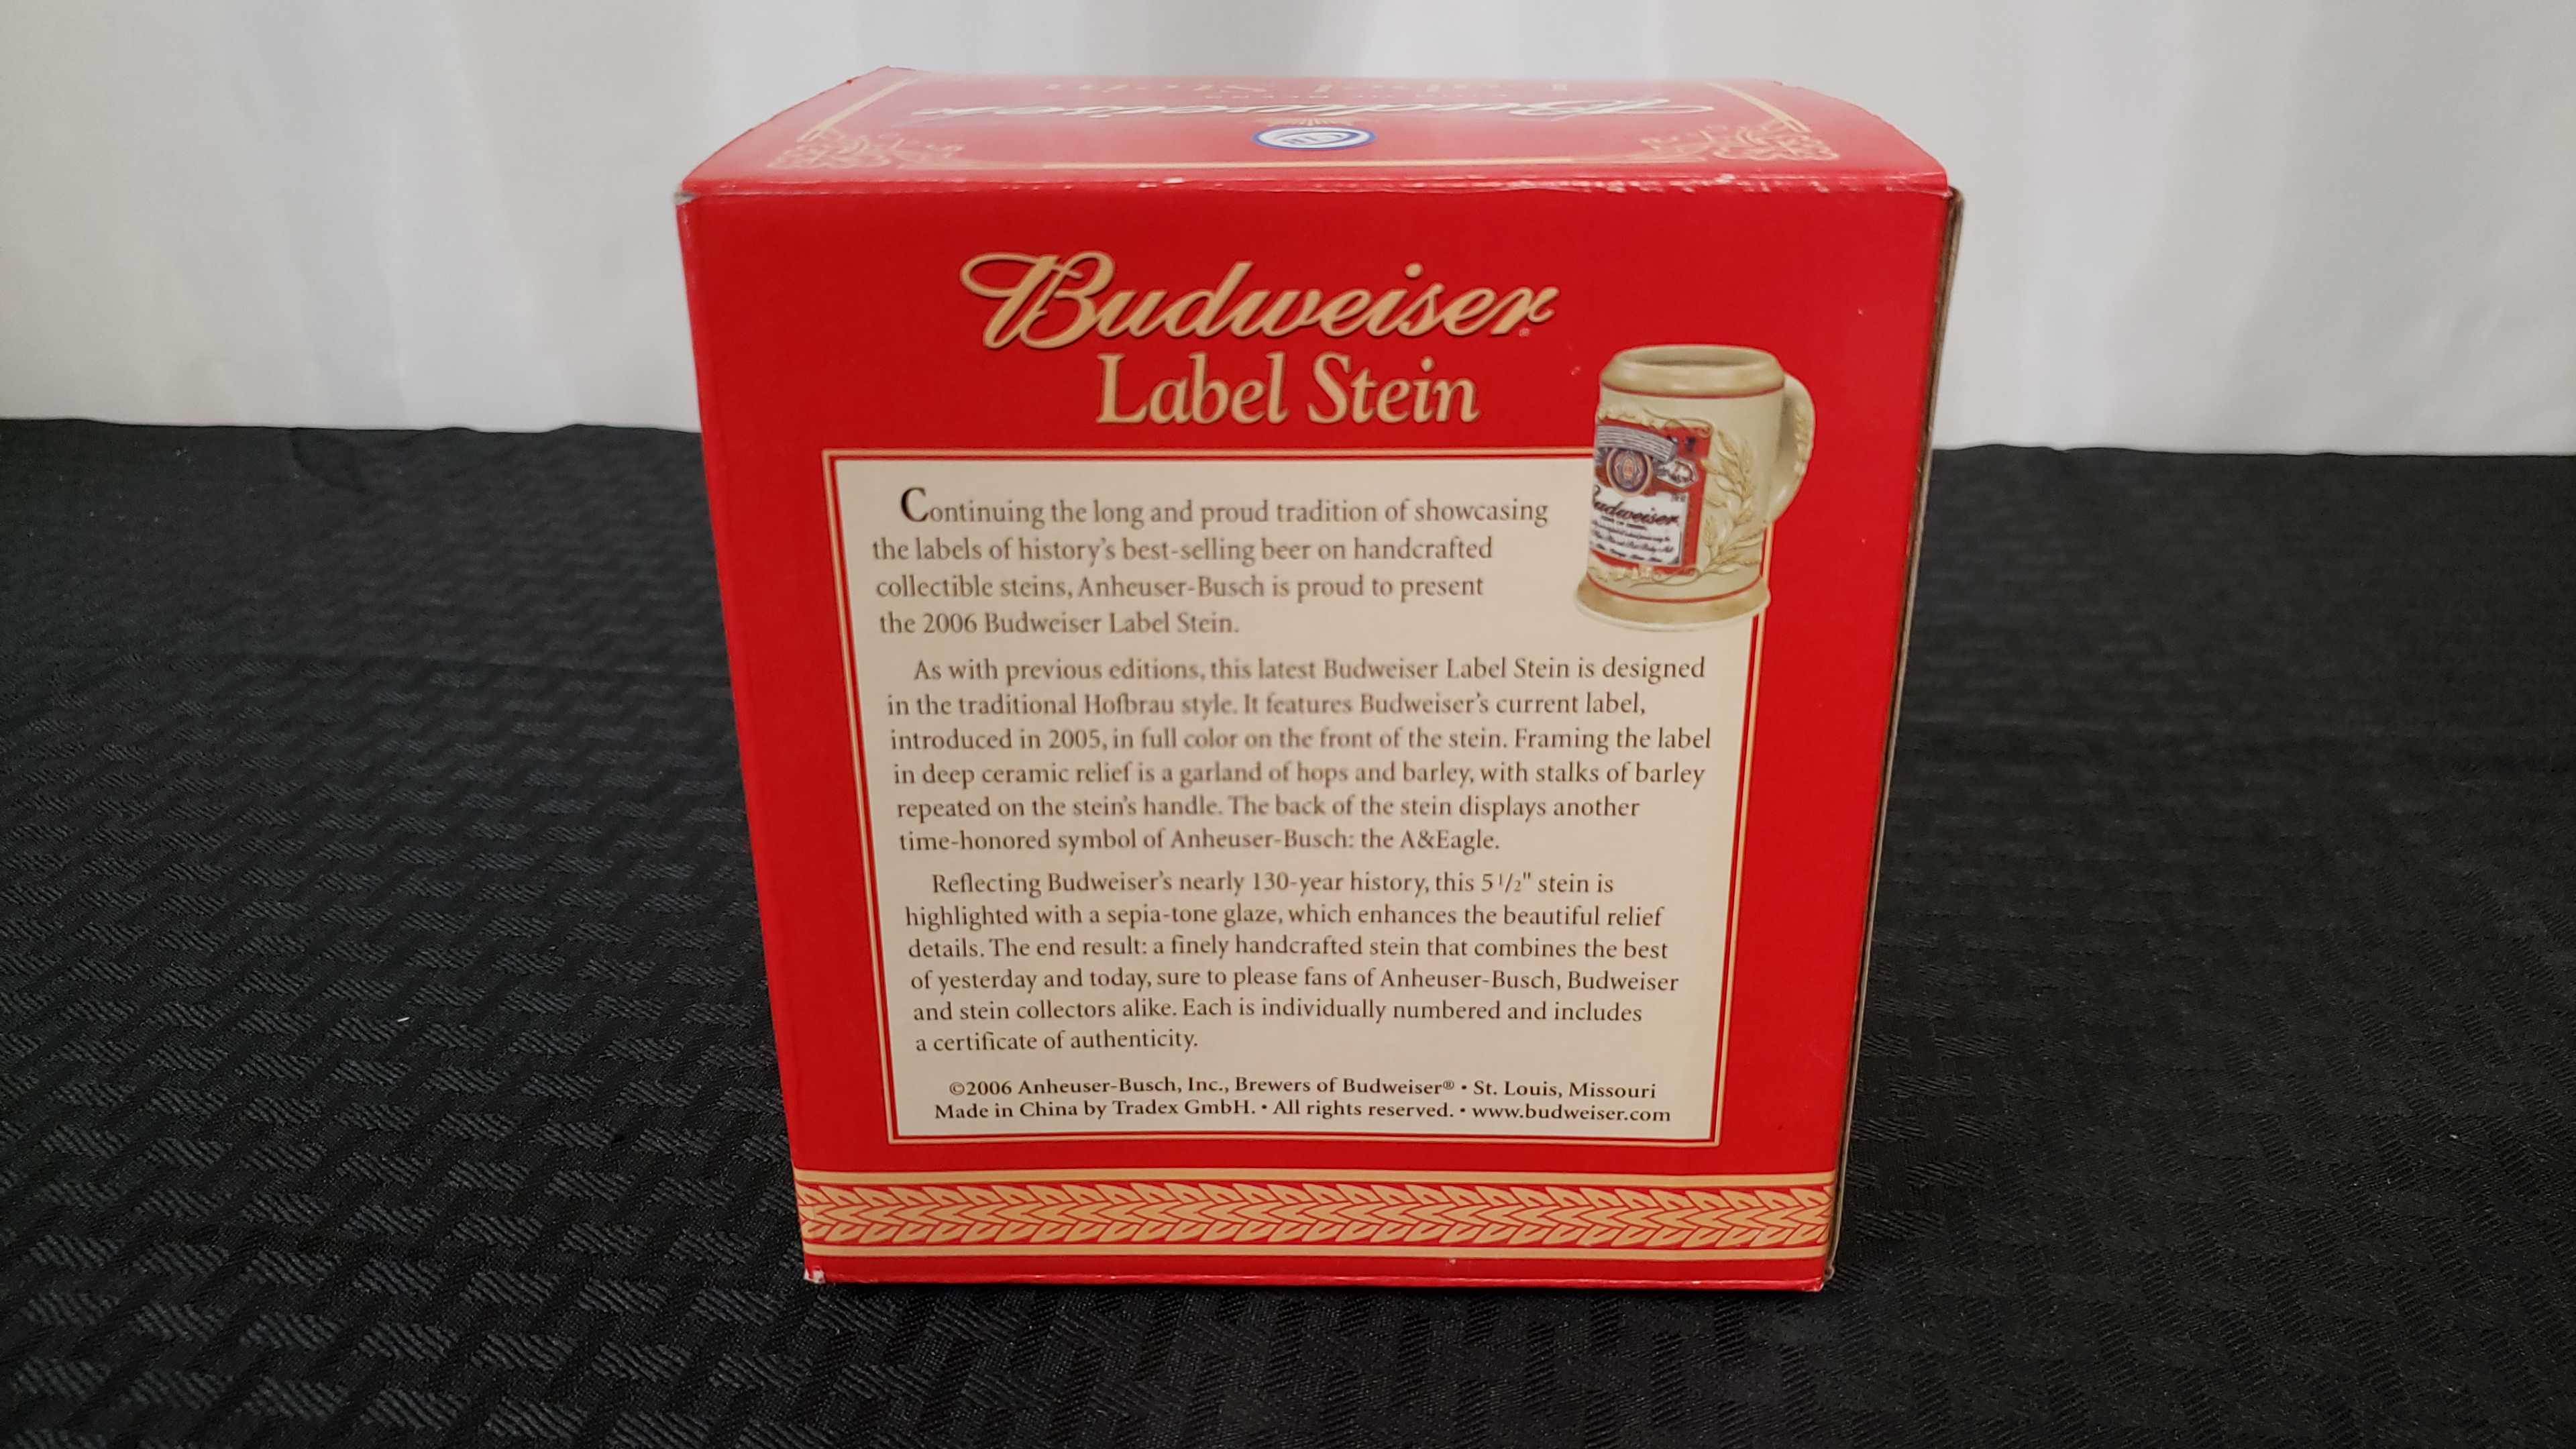 Budweiser
Label Stein
Budweiser®
Label Stein
Budweiser
Continuing the long and proud tradition of showcasing
the labels of history's best-selling beer on handcrafted
collectible steins, Anheuser-Busch is proud to present
the 2006 Budweiser Label Stein.
As with previous editions, this latest Budweiser Label Stein is designed
in the traditional Hofbrau style. It features Budweiser's current label,
introduced in 2005, in full color on the front of the stein. Framing the label
in deep ceramic relief is a garland of hops and barley, with stalks of barley
repeated on the stein's handle. The back of the stein displays another
time-honored symbol of Anheuser-Busch: the A&Eagle.
Reflecting Budweiser's nearly 130-year history, this 5 1/2" stein is
highlighted with a sepia-tone glaze, which enhances the beautiful relief
details. The end result: a finely handcrafted stein that combines the best
of yesterday and today, sure to please fans of Anheuser-Busch, Budweiser
and stein collectors alike. Each is individually numbered and includes
a certificate of authenticity.
©2006 Anheuser-Busch, Inc., Brewers of Budweiser® • St. Louis, Missouri
Made in China by Tradex GmbH. • All rights reserved. • www.budweiser.com